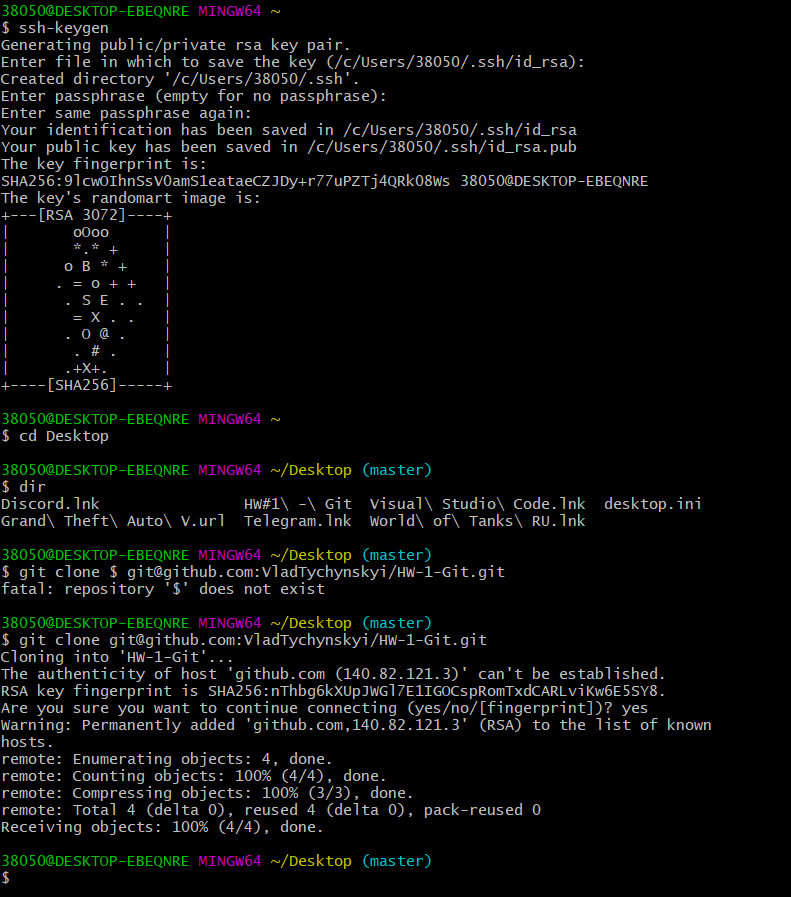 38050@DESKTOP-EBEQNRE MINGW64 ~
$ ssh-keygen
Generating public/private rsa key pair.
Enter file in which to save the key (/c/Users/38050/.ssh/id_rsa):
Created directory '/c/Users/38050/.ssh'.
Enter passphrase (empty for no passphrase):
Enter same passphrase again:
Your identification has been saved in /c/Users/38050/.ssh/id_rsa
Your public key has been saved in /c/Users/38050/.ssh/id_rsa.pub
The key fingerprint is:
SHA256:9lcwOIhnSsV0amS1eataeCZJDy+r77uPZTj4QRk08Ws 38050@DESKTOP-EBEQNRE
The key's randomart image is:
+---[RSA 3072]----+
|        oOoo      |
|        *.* +     |
|       o B * +    |
|      . = o + +   |
|       . S E . .  |
|        = X . .   |
|       . O @ .    |
|        . # .     |
|       .+X+.      |
+----[SHA256]-----+
38050@DESKTOP-EBEQNRE MINGW64 ~
$ cd Desktop
38050@DESKTOP-EBEQNRE MINGW64 ~/Desktop (master)
$ dir
Discord.lnk                HW#1\ -\ Git  Visual\ Studio\ Code.lnk  desktop.ini
Grand\ Theft\ Auto\ V.url  Telegram.lnk  World\ of\ Tanks\ RU.lnk
38050@DESKTOP-EBEQNRE MINGW64 ~/Desktop (master)
$ git clone $ git@github.com:VladTychynskyi/HW-1-Git.git
fatal: repository '$' does not exist
38050@DESKTOP-EBEQNRE MINGW64 ~/Desktop (master)
$ git clone git@github.com:VladTychynskyi/HW-1-Git.git
Cloning into 'HW-1-Git'...
The authenticity of host 'github.com (140.82.121.3)' can't be established.
RSA key fingerprint is SHA256:nThbg6kXUpJWGl7E1IGOCspRomTxdCARLviKw6E5SY8.
Are you sure you want to continue connecting (yes/no/[fingerprint])? yes
Warning: Permanently added 'github.com,140.82.121.3' (RSA) to the list of known
hosts.
remote: Enumerating objects: 4, done.
remote: Counting objects: 100% (4/4), done.
remote: Compressing objects: 100% (3/3), done.
remote: Total 4 (delta 0), reused 4 (delta 0), pack-reused 0
Receiving objects: 100% (4/4), done.
38050@DESKTOP-EBEQNRE MINGW64 ~/Desktop (master)
$